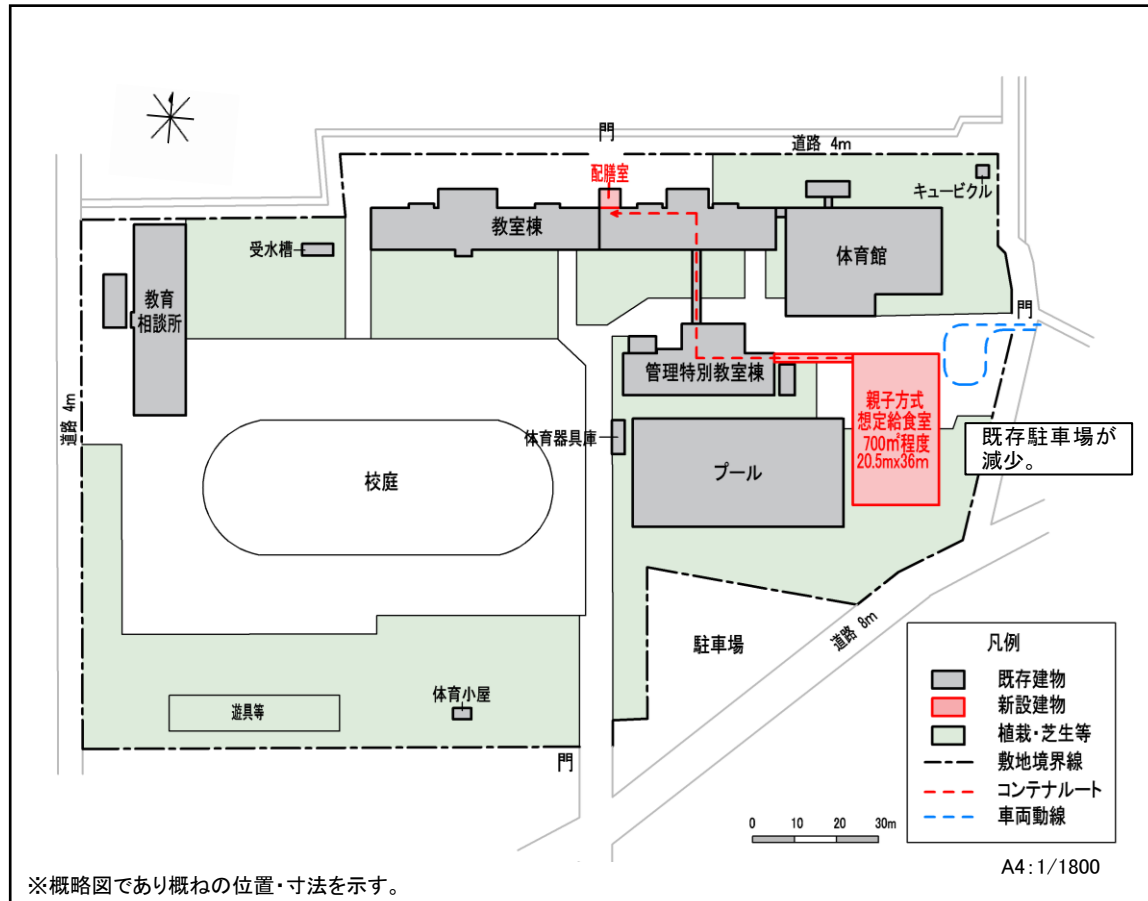 門
道路 4m
配膳室
キュービクル
教室棟
受水槽
体育館
教育
相談所
門
管理特別教室棟
親子方式
想定給食室
700㎡程度
20.5mx36m
既存駐車場が
減少。
道路 4m
体育器具庫
プール
校庭
道路 8m
駐車場
体育小屋
遊具等
門
凡例
既存建物
新設建物
植栽・芝生等
敷地境界線
コンテナルート
車両動線
0 10 20 30m
A4:1/1800
※概略図であり概ねの位置・寸法を示す。